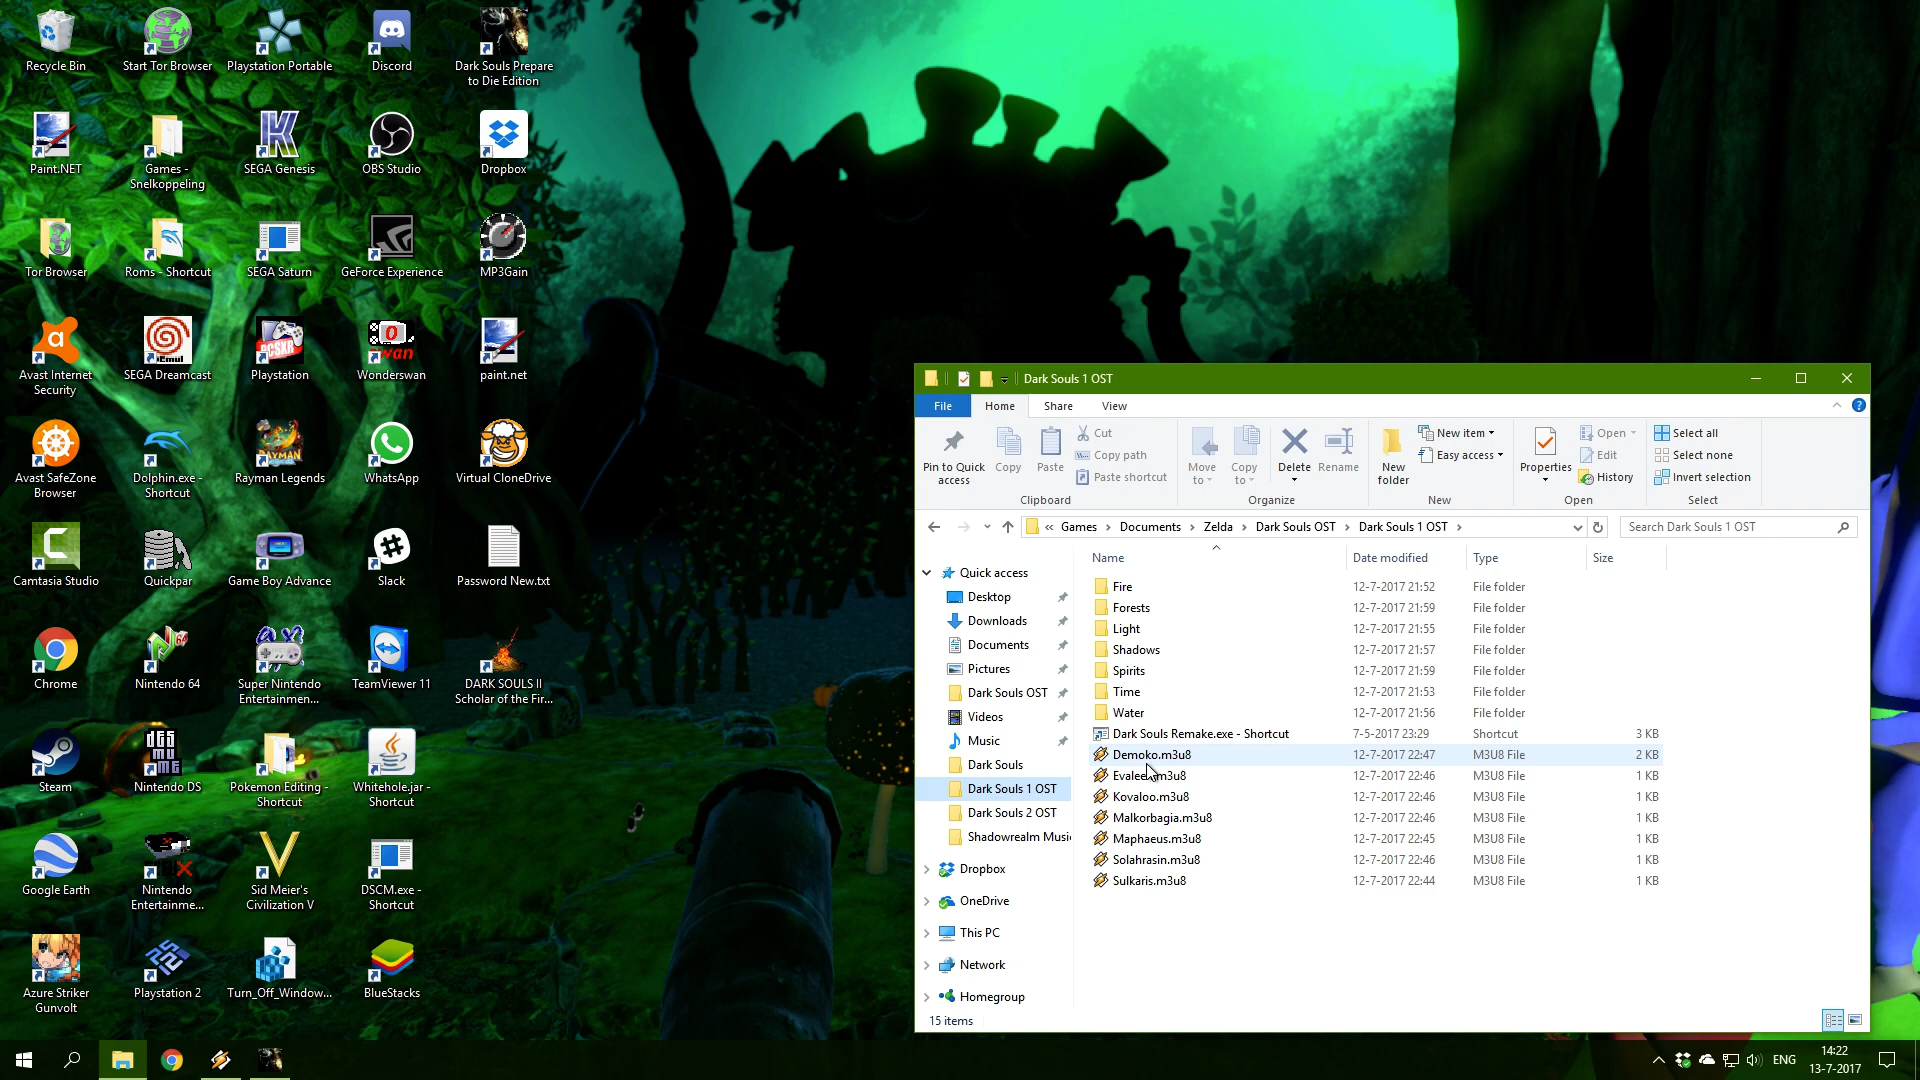 Recycle Bin
Start Tor Browser
Playstation Portable
Discord
Dark Souls Prepare
to Die Edition
Paint.NET
Games -
Snelkoppeling
SEGA Genesis
OBS Studio
Dropbox
Tor Browser
Roms - Shortcut
SEGA Saturn
GeForce Experience
MP3Gain
Avast Internet
Security
SEGA Dreamcast
Playstation
Wonderswan
paint.net
Avast SafeZone
Browser
Dolphin.exe -
Shortcut
Rayman Legends
WhatsApp
Virtual CloneDrive
Camtasia Studio
Quickpar
Game Boy Advance
Slack
Password New.txt
Chrome
Nintendo 64
Super Nintendo
Entertainmen...
TeamViewer 11
DARK SOULS II
Scholar of the Fir...
Steam
Nintendo DS
Pokemon Editing -
Shortcut
Whitehole.jar -
Shortcut
Google Earth
Nintendo
Entertainme...
Sid Meier's
Civilization V
DSCM.exe -
Shortcut
Azure Striker
Gunvolt
Playstation 2
Turn_Off_Window...
BlueStacks
Dark Souls 1 OST
File
Home
Share
View
Pin to Quick
access
Copy
Paste
Cut
Copy path
Paste shortcut
Clipboard
Move
to
Copy
to
Delete
Rename
Organize
New
folder
New item
Easy access
New
Properties
Open
Edit
History
Open
Select all
Select none
Invert selection
Select
« Games > Documents > Zelda > Dark Souls OST > Dark Souls 1 OST >
Search Dark Souls 1 OST
Quick access
Desktop
Downloads
Documents
Pictures
Dark Souls OST
Videos
Music
Dark Souls
Dark Souls 1 OST
Dark Souls 2 OST
Shadowrealm Music
Dropbox
OneDrive
This PC
Network
Homegroup
Name Date modified Type Size
Fire 12-7-2017 21:52 File folder
Forests 12-7-2017 21:59 File folder
Light 12-7-2017 21:55 File folder
Shadows 12-7-2017 21:57 File folder
Spirits 12-7-2017 21:59 File folder
Time 12-7-2017 21:53 File folder
Water 12-7-2017 21:56 File folder
Dark Souls Remake.exe - Shortcut 7-5-2017 23:29 Shortcut 3 KB
Demoko.m3u8 12-7-2017 22:47 M3U8 File 2 KB
12-7-2017 22:46 M3U8 File 1 KB
Kovaloo.m3u8 12-7-2017 22:46 M3U8 File 1 KB
Malkorbagia.m3u8 12-7-2017 22:46 M3U8 File 1 KB
Maphaeus.m3u8 12-7-2017 22:45 M3U8 File 1 KB
Solahrasin.m3u8 12-7-2017 22:46 M3U8 File 1 KB
Sulkaris.m3u8 12-7-2017 22:44 M3U8 File 1 KB
15 items
ENG
14:22
13-7-2017